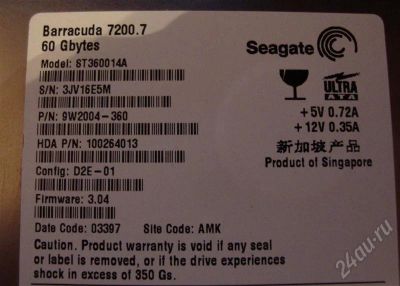 Barracuda 7200.7
60 Gbytes
Model: ST360014A
Seagate
S/N: 3JV16E5M
ULTRA
ATA
P/N: 9W2004-360
+5V 0.72A
+12V 0.35A
HDA P/N: 100264013
新加坡产品
Product of Singapore
Config: D2E-01
Firmware: 3.04
Date Code: 03397 Site Code: AMK
Caution. Product warranty is void if any seal
or label is removed, or if the drive experiences
shock in excess of 350 Gs.
24au.ru